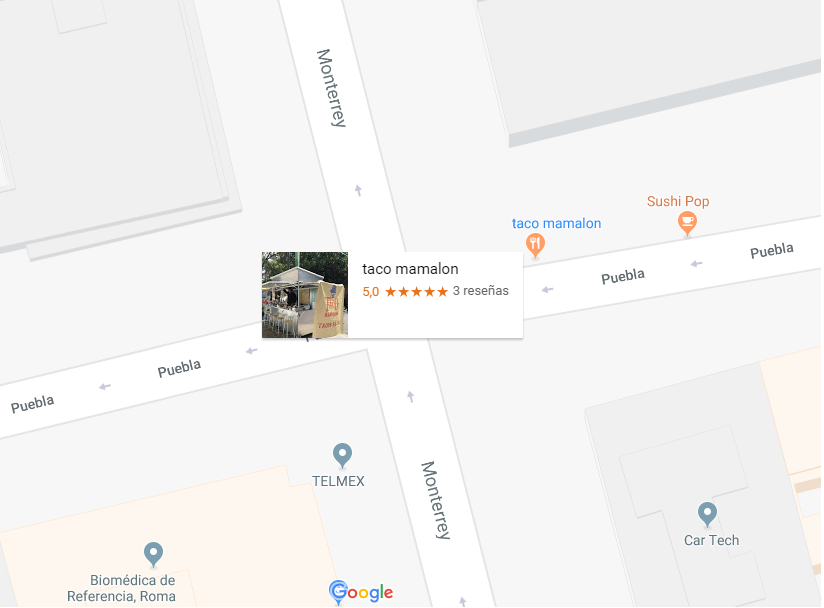 Monterrey
Sushi Pop
taco mamalon
Puebla
Puebla
taco mamalon
5,0 ★★★★★ 3 reseñas
Puebla
Puebla
TELMEX
Monterrey
Car Tech
Biomédica de
Referencia, Roma
Google